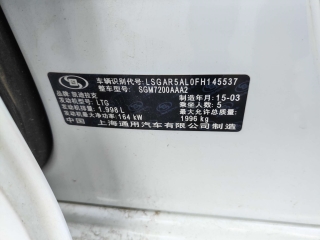 车辆识别代号: LSGAR5AL0FH145537
整车型号: SGM7200AAA2
品牌 凯迪拉克 制造年月 15-03
发动机型号 LTG 乘坐人数 5
发动机排量 1.998 L 最大允许总质量
发动机最大净功率 164 kW 1996 kg
中国 上海通用汽车有限公司制造